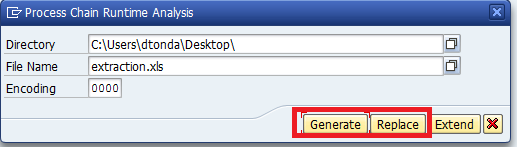 Process Chain Runtime Analysis
Directory C:\Users\dtonda\Desktop\
File Name extraction.xls
Encoding 0000
Generate Replace Extend